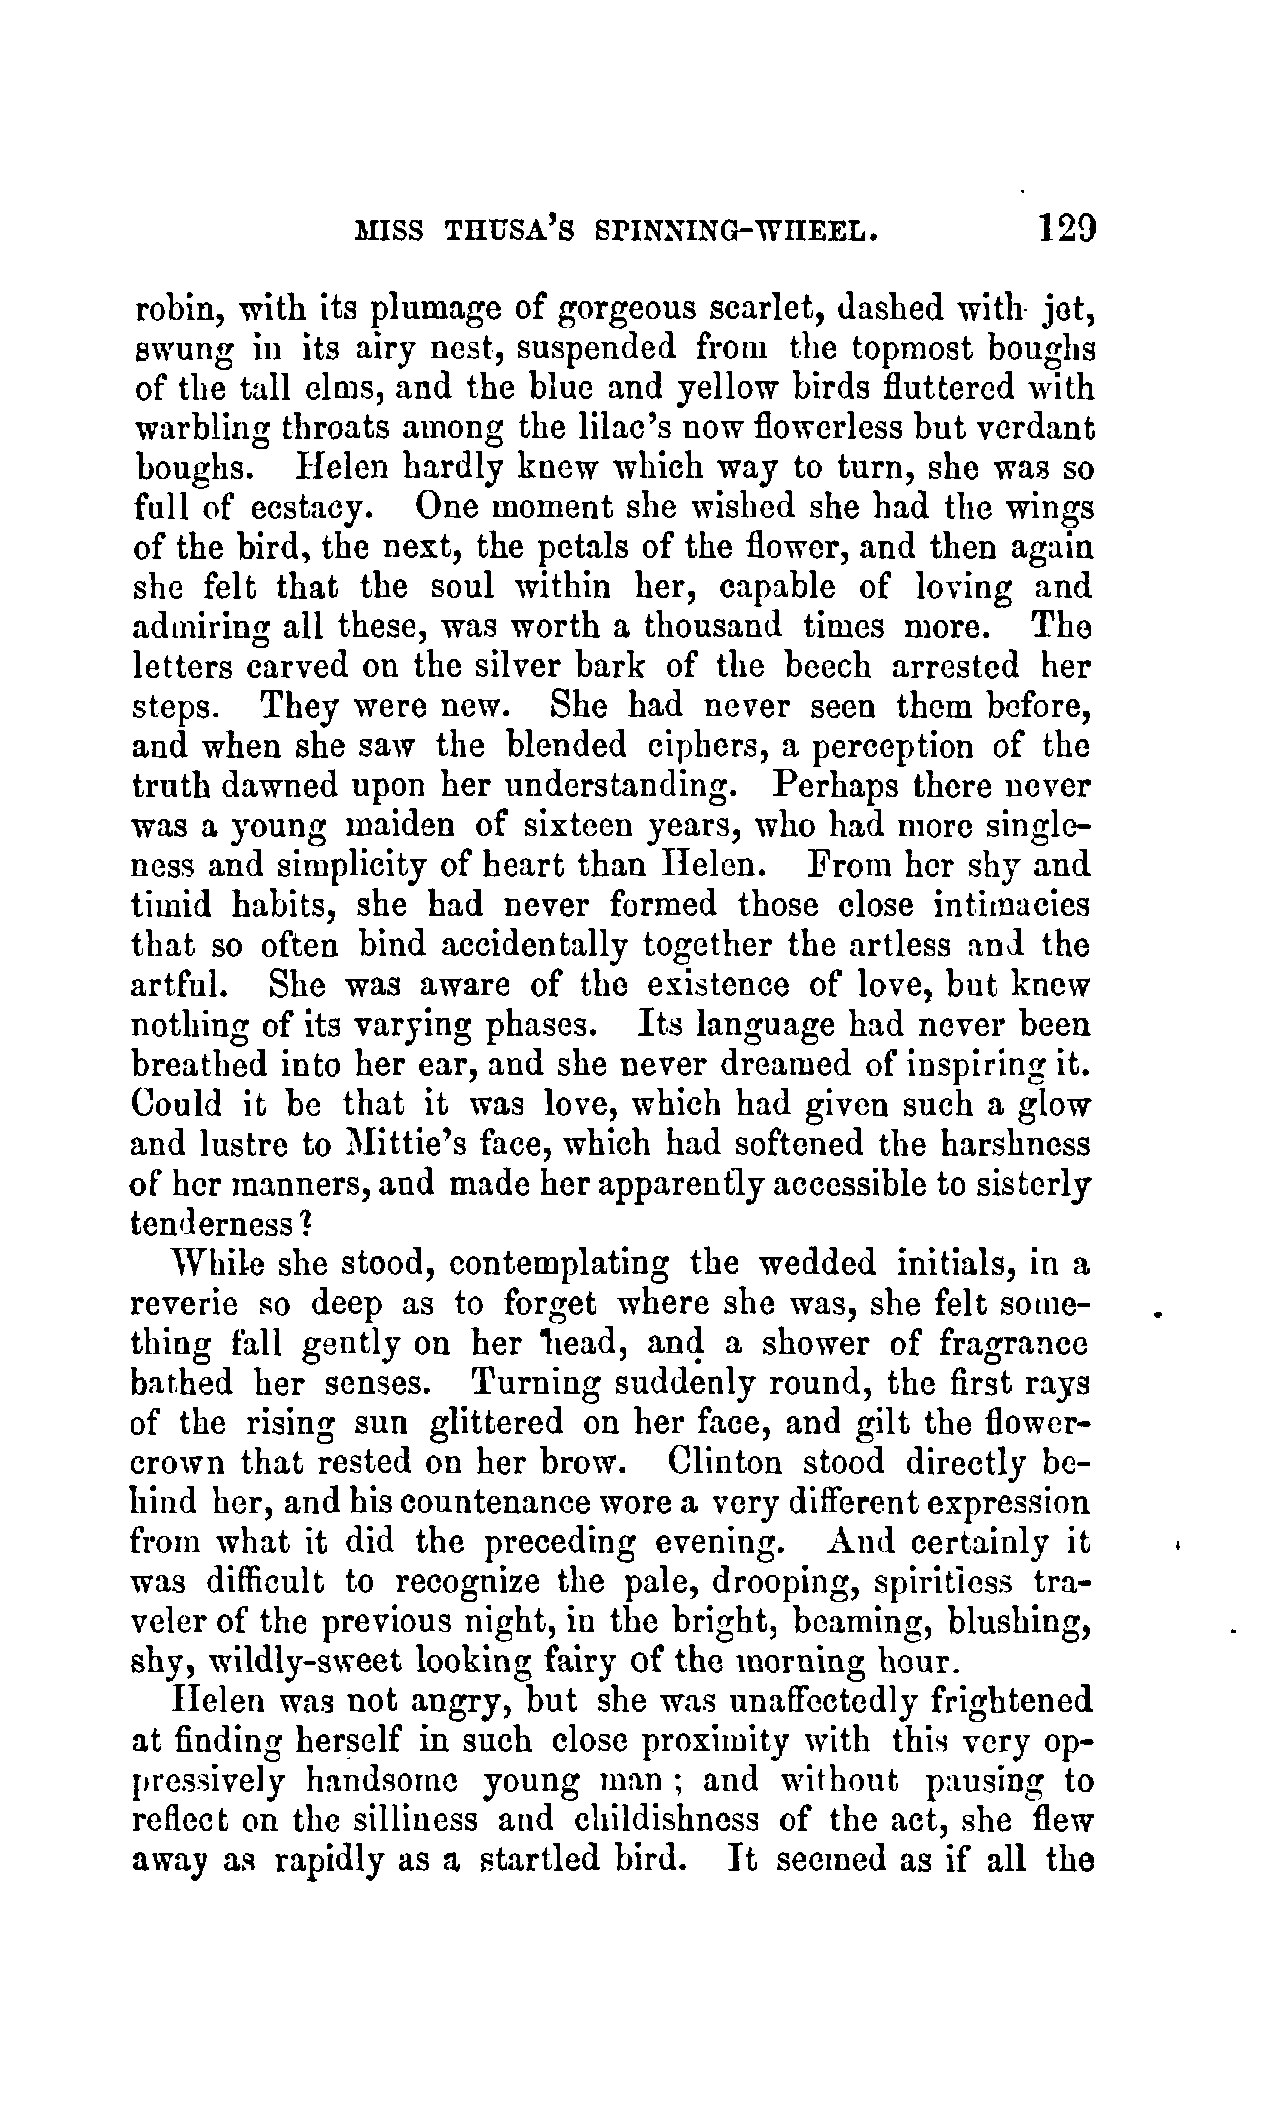 MISS THUSA'S SPINNING-WHEEL. 129
robin, with its plumage of gorgeous scarlet, dashed with jet,
swung in its airy nest, suspended from the topmost boughs
of the tall elms, and the blue and yellow birds fluttered with
warbling throats among the lilac's now flowerless but verdant
boughs. Helen hardly knew which way to turn, she was so
full of ecstacy. One moment she wished she had the wings
of the bird, the next, the petals of the flower, and then again
she felt that the soul within her, capable of loving and
admiring all these, was worth a thousand times more. The
letters carved on the silver bark of the beech arrested her
steps. They were new. She had never seen them before,
and when she saw the blended ciphers, a perception of the
truth dawned upon her understanding. Perhaps there never
was a young maiden of sixteen years, who had more single-
ness and simplicity of heart than Helen. From her shy and
timid habits, she had never formed those close intimacies
that so often bind accidentally together the artless and the
artful. She was aware of the existence of love, but knew
nothing of its varying phases. Its language had never been
breathed into her ear, and she never dreamed of inspiring it.
Could it be that it was love, which had given such a glow
and lustre to Mittie's face, which had softened the harshness
of her manners, and made her apparently accessible to sisterly
tenderness?
While she stood, contemplating the wedded initials, in a
reverie so deep as to forget where she was, she felt some-
thing fall gently on her head, and a shower of fragrance
bathed her senses. Turning suddenly round, the first rays
of the rising sun glittered on her face, and gilt the flower-
crown that rested on her brow. Clinton stood directly be-
hind her, and his countenance wore a very different expression
from what it did the preceding evening. And certainly it
was difficult to recognize the pale, drooping, spiritless tra-
veler of the previous night, in the bright, beaming, blushing,
shy, wildly-sweet looking fairy of the morning hour.
Helen was not angry, but she was unaffectedly frightened
at finding herself in such close proximity with this very op-
pressively handsome young man; and without pausing to
reflect on the silliness and childishness of the act, she flew
away as rapidly as a startled bird. It seemed as if all the